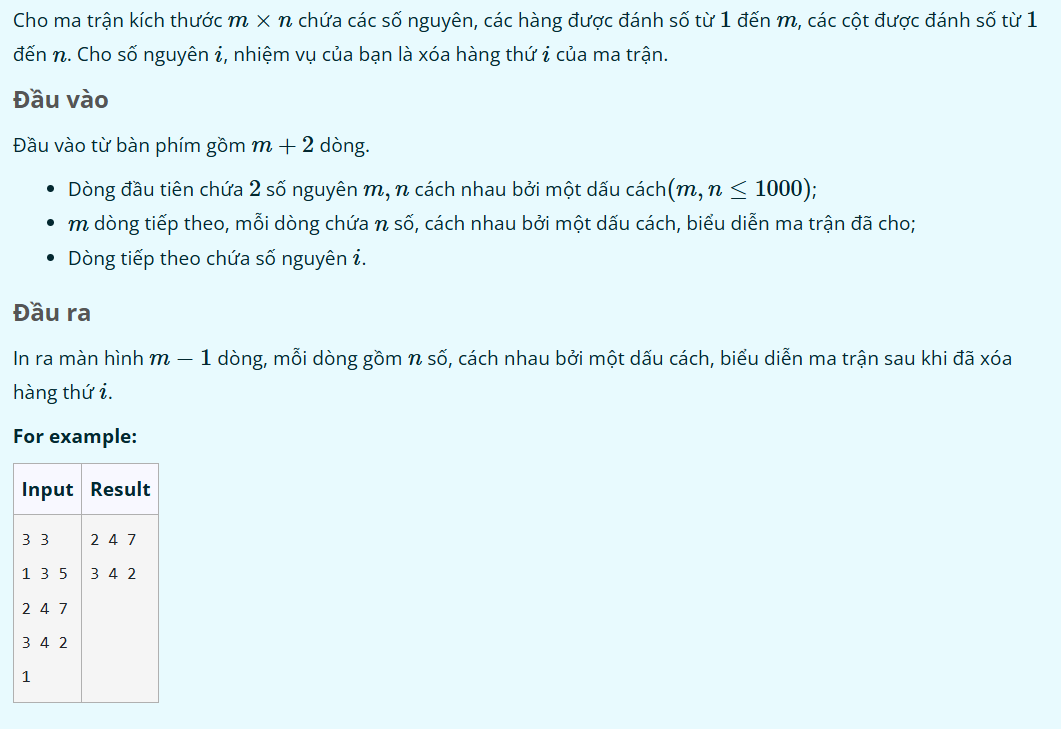 Cho ma trận kích thước m × n chứa các số nguyên, các hàng được đánh số từ 1 đến m, các cột được đánh số từ 1
đến n. Cho số nguyên i, nhiệm vụ của bạn là xóa hàng thứ i của ma trận.
Đầu vào
Đầu vào từ bàn phím gồm m + 2 dòng.
• Dòng đầu tiên chứa 2 số nguyên m, n cách nhau bởi một dấu cách(m, n ≤ 1000);
• m dòng tiếp theo, mỗi dòng chứa n số, cách nhau bởi một dấu cách, biểu diễn ma trận đã cho;
• Dòng tiếp theo chứa số nguyên i.
Đầu ra
In ra màn hình m − 1 dòng, mỗi dòng gồm n số, cách nhau bởi một dấu cách, biểu diễn ma trận sau khi đã xóa
hàng thứ i.
For example:
Input Result
3 3 2 4 7
1 3 5 3 4 2
2 4 7
3 4 2
1